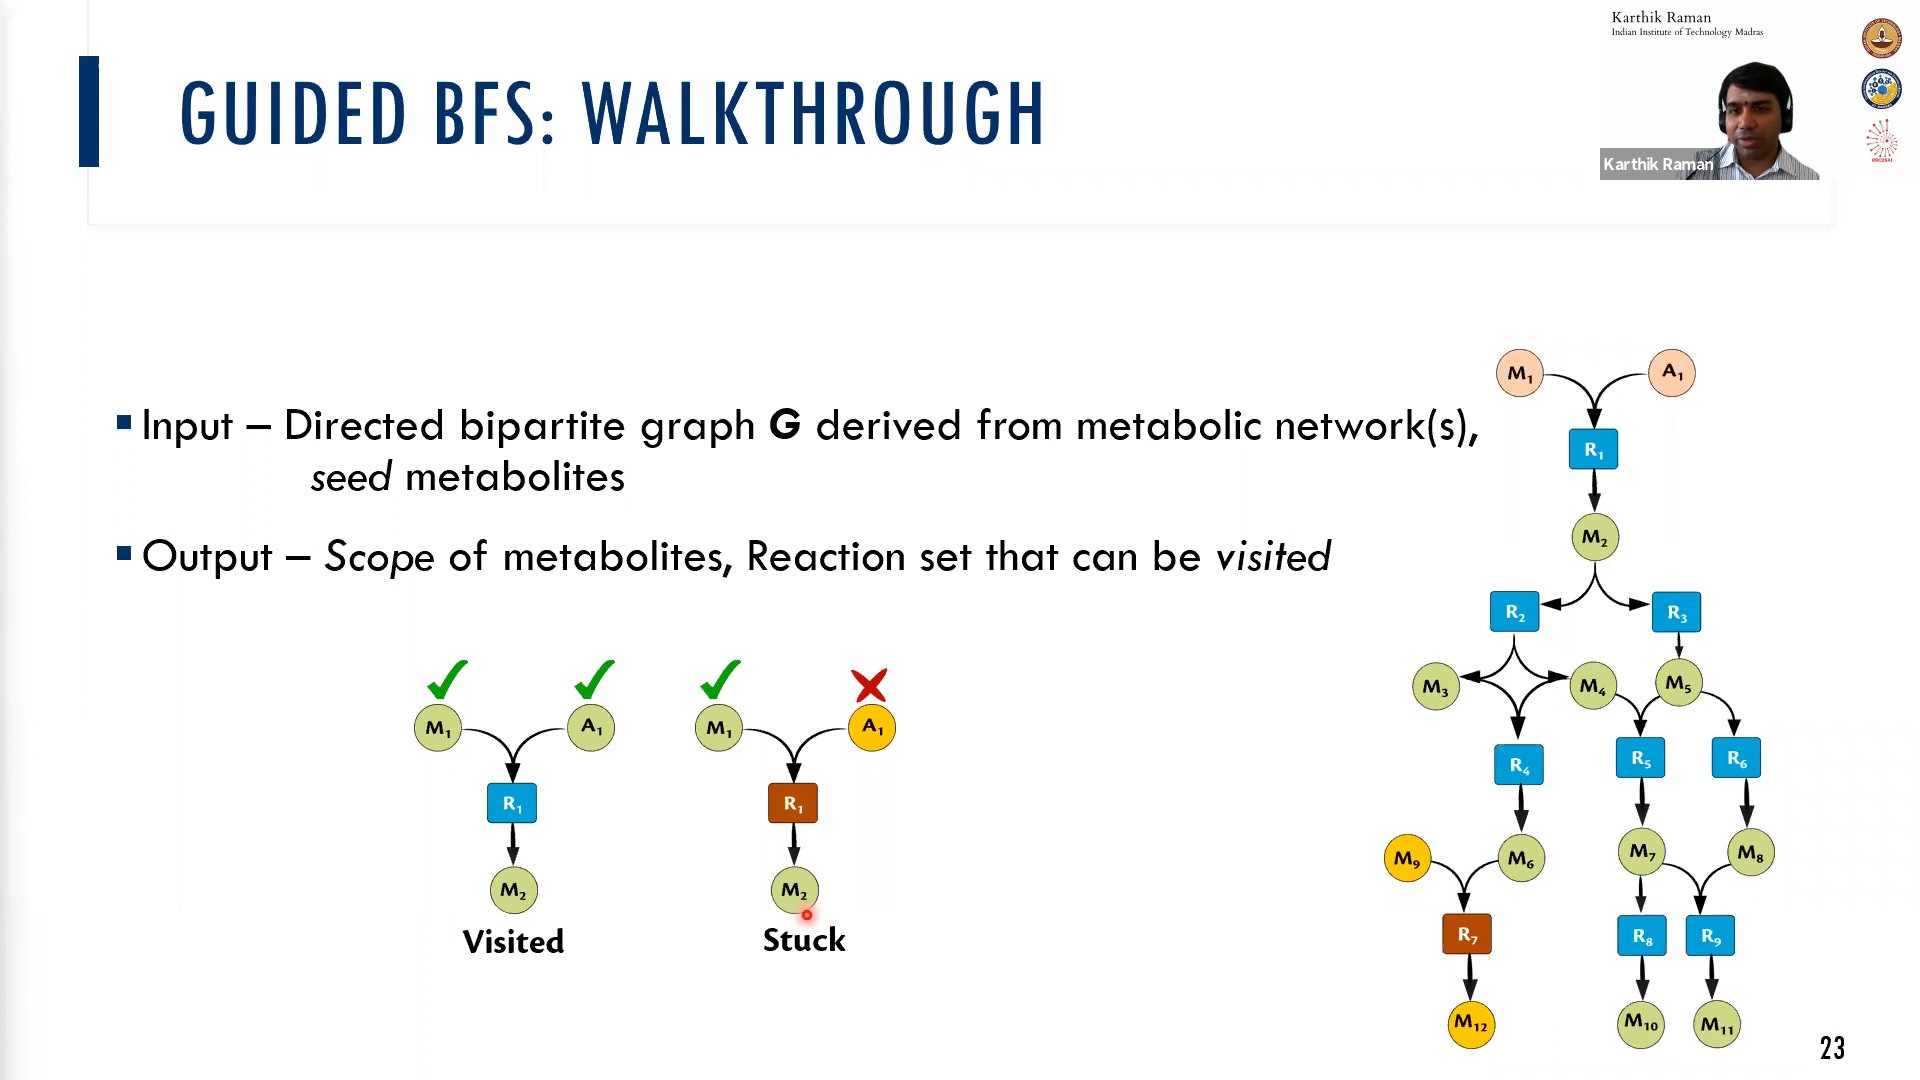 Karthik Raman
Indian Institute of Technology Madras
GUIDED BFS: WALKTHROUGH
Karthik Raman
RBCDSAI
Input – Directed bipartite graph G derived from metabolic network(s),
seed metabolites
Output – Scope of metabolites, Reaction set that can be visited
M₁ A₁
R₁
M₂
Visited
M₁ A₁
R₁
M₂
Stuck
M₁ A₁
R₁
M₂
R₂ R₃
M₃ M₄ M₅
R₄ R₅ R₆
M₉ M₆ M₇ M₈
R₇ R₈ R₉
M₁₂ M₁₀ M₁₁
23